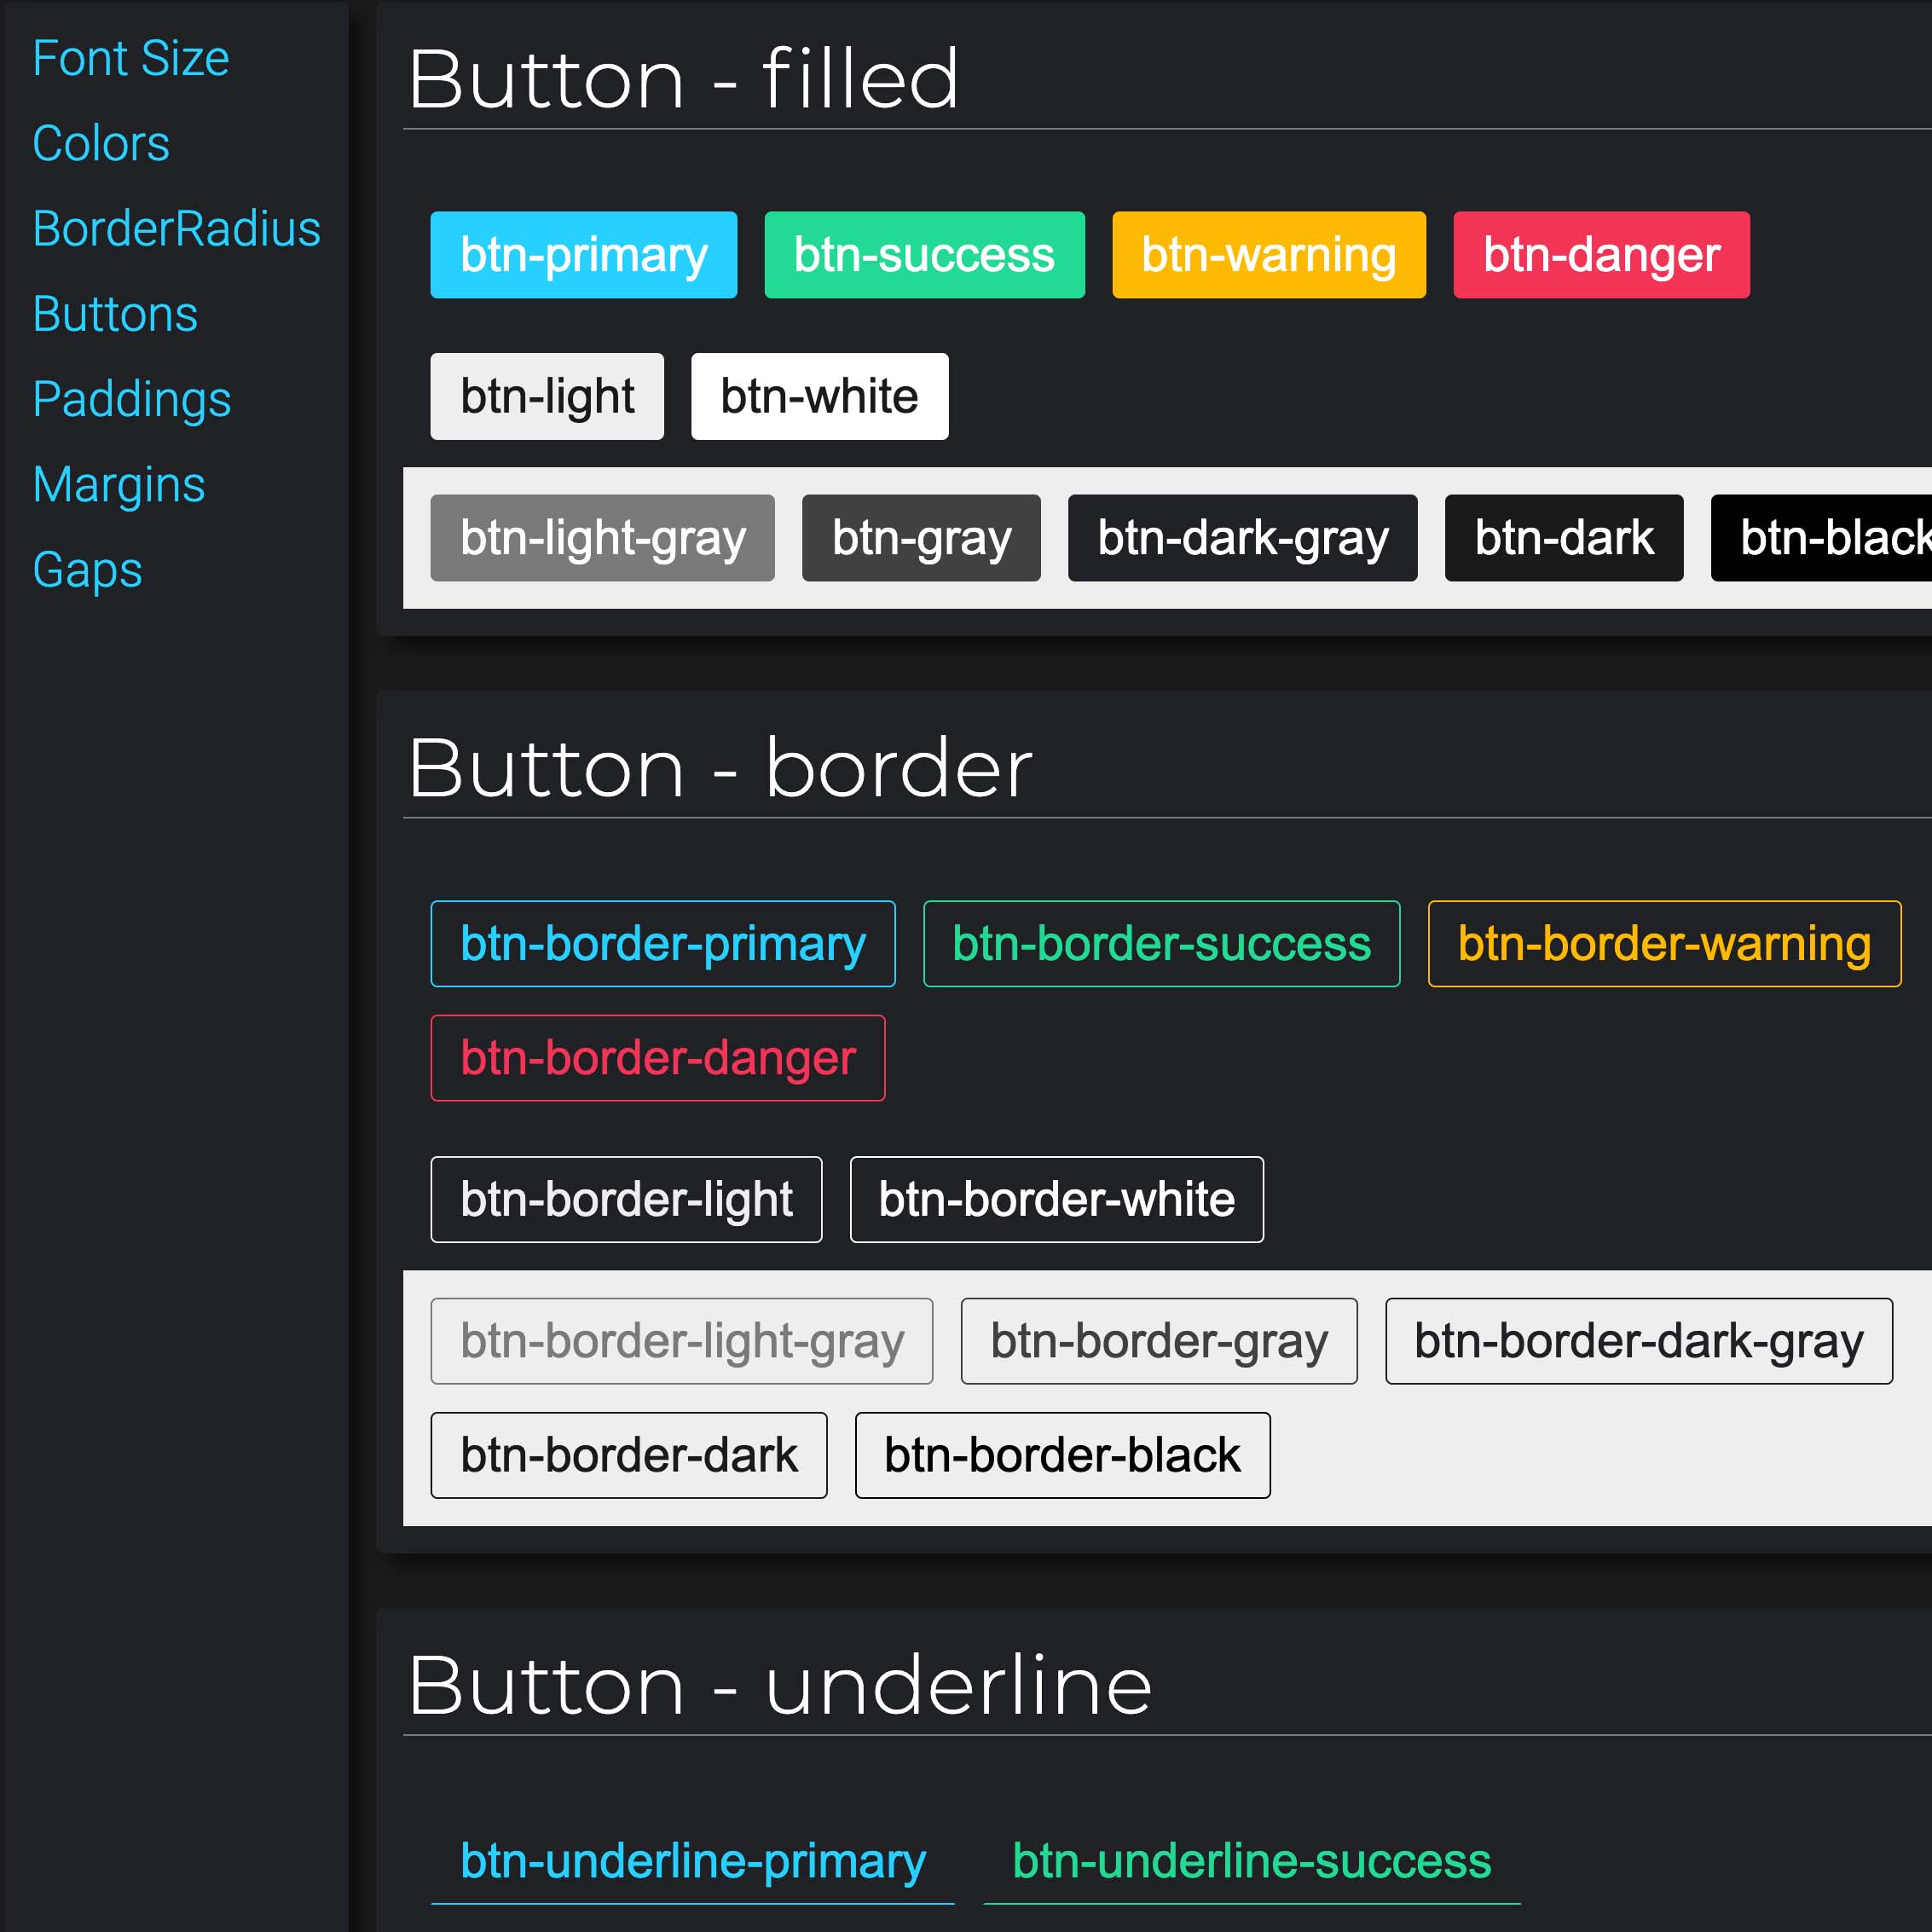 Font Size
Colors
BorderRadius
Buttons
Paddings
Margins
Gaps
Button - filled
btn-primary btn-success btn-warning btn-danger
btn-light btn-white
btn-light-gray btn-gray btn-dark-gray btn-dark btn-black
Button - border
btn-border-primary btn-border-success btn-border-warning
btn-border-danger
btn-border-light btn-border-white
btn-border-light-gray btn-border-gray btn-border-dark-gray
btn-border-dark btn-border-black
Button - underline
btn-underline-primary btn-underline-success